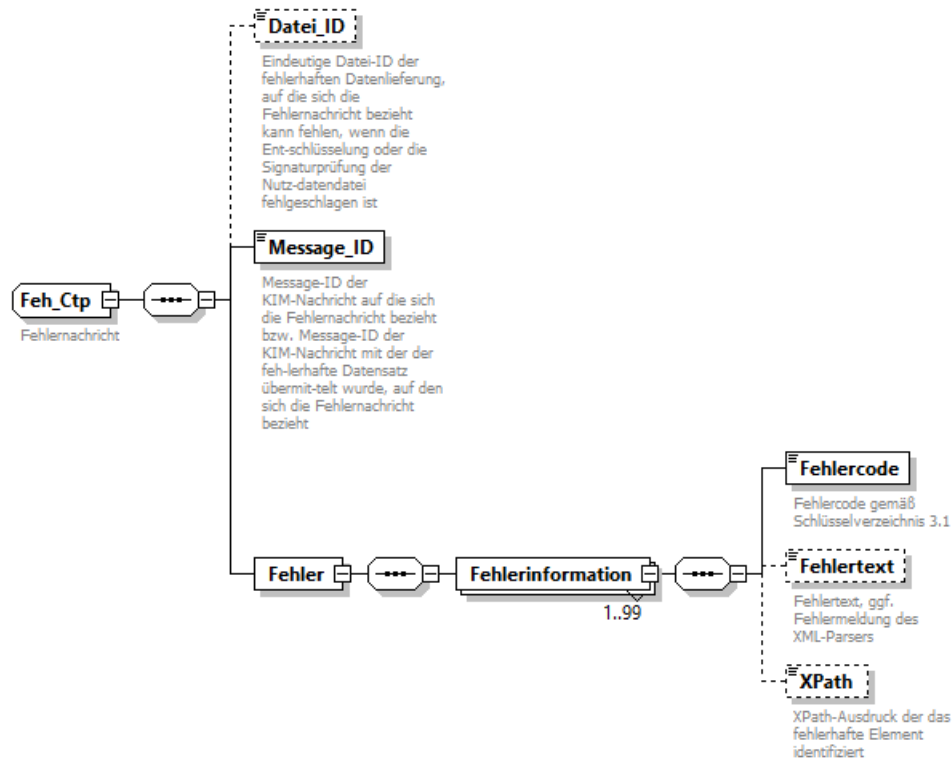 Datei_ID
Eindeutige Datei-ID der
fehlerhaften Datenlieferung,
auf die sich die
Fehlernachricht bezieht
kann fehlen, wenn die
Ent-schlüsselung oder die
Signaturprüfung der
Nutz-datendatei
fehlgeschlagen ist
Message_ID
Message-ID der
KIM-Nachricht auf die sich
die Fehlernachricht bezieht
bzw. Message-ID der
KIM-Nachricht mit der der
feh-lerhafte Datensatz
übermit-telt wurde, auf den
sich die Fehlernachricht
bezieht
Feh_Ctp
Fehlernachricht
Fehler
Fehlerinformation
1..99
Fehlercode
Fehlercode gemäß
Schlüsselverzeichnis 3.1
Fehlertext
Fehlertext, ggf.
Fehlermeldung des
XML-Parsers
XPath
XPath-Ausdruck der das
fehlerhafte Element
identifiziert